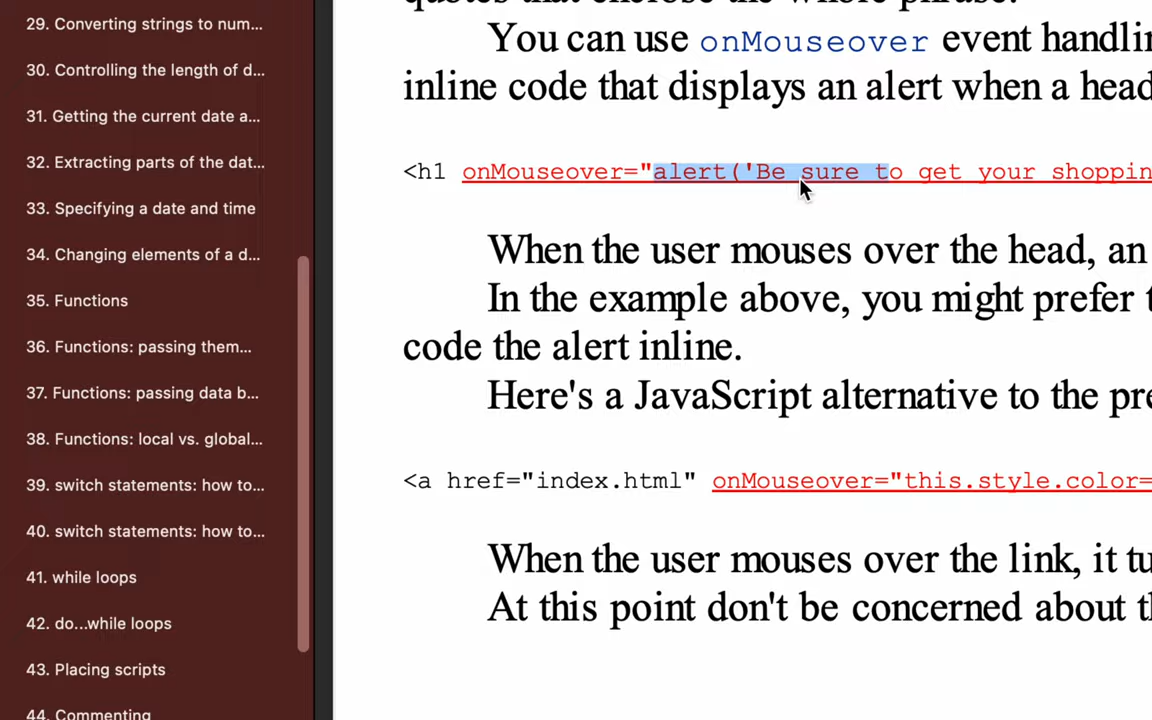 29. Converting strings to num...
30. Controlling the length of d...
31. Getting the current date a...
32. Extracting parts of the dat...
33. Specifying a date and time
34. Changing elements of a d...
35. Functions
36. Functions: passing them...
37. Functions: passing data b...
38. Functions: local vs. global...
39. switch statements: how to...
40. switch statements: how to...
41. while loops
42. do...while loops
43. Placing scripts
44. Commenting
quotes that enclose the whole phrase.
You can use onMouseover event handlin
inline code that displays an alert when a head
<h1 onMouseover="alert('Be sure to get your shoppin
When the user mouses over the head, an
In the example above, you might prefer t
code the alert inline.
Here's a JavaScript alternative to the pre
<a href="index.html" onMouseover="this.style.color=
When the user mouses over the link, it tu
At this point don't be concerned about th